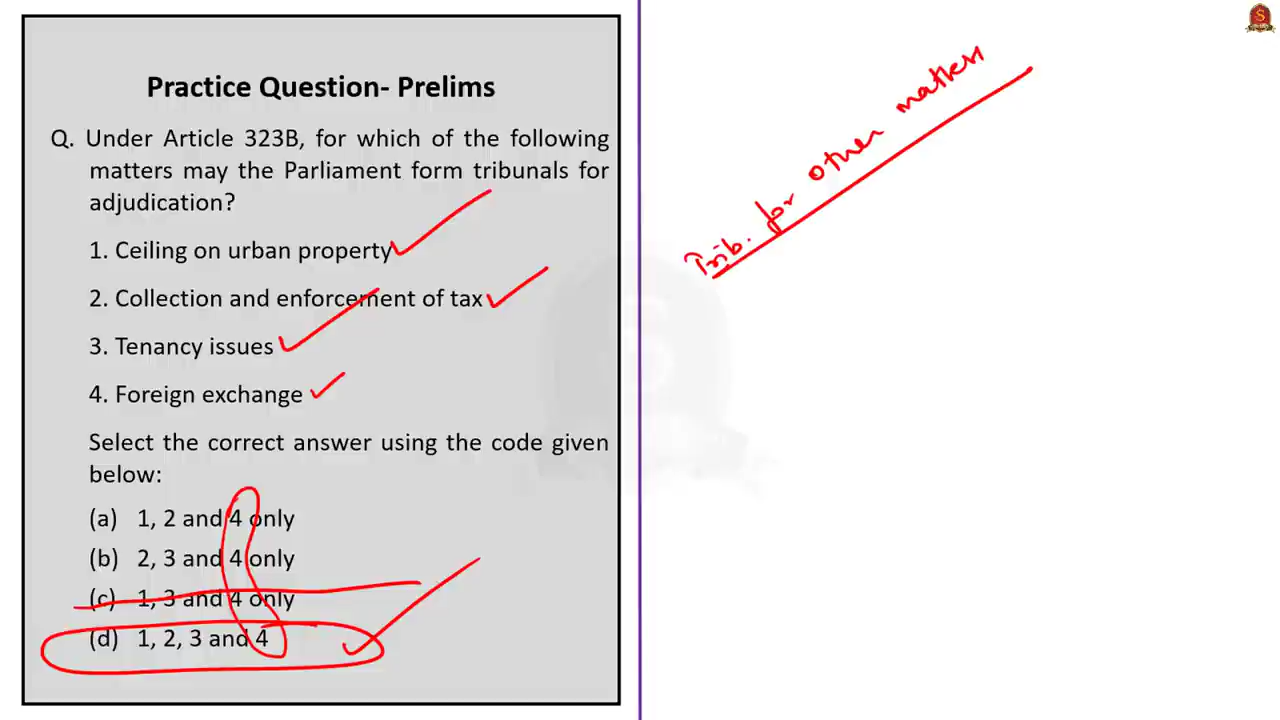 Practice Question- Prelims
Q. Under Article 323B, for which of the following
matters may the Parliament form tribunals for
adjudication?
1. Ceiling on urban property
2. Collection and enforcement of tax
3. Tenancy issues
4. Foreign exchange
Select the correct answer using the code given
below:
(a) 1, 2 and 4 only
(b) 2, 3 and 4 only
(c) 1, 3 and 4 only
(d) 1, 2, 3 and 4
Trib. for other matters